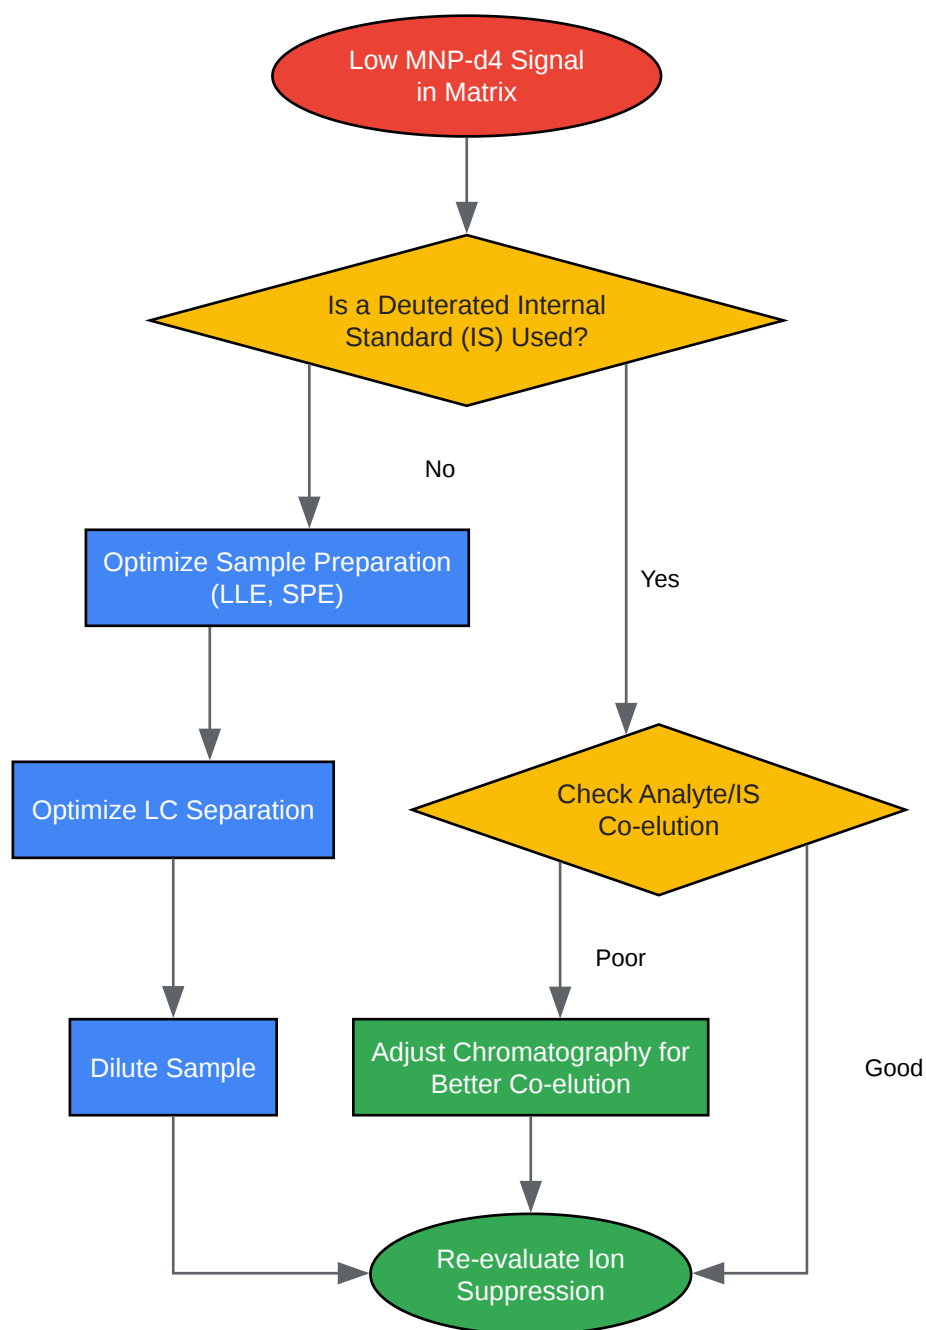 Low MNP-d4 Signal
in Matrix
Is a Deuterated Internal
Standard (IS) Used?
No
Optimize Sample Preparation
(LLE, SPE)
Yes
Optimize LC Separation
Check Analyte/IS
Co-elution
Poor
Dilute Sample
Adjust Chromatography for
Better Co-elution
Good
Re-evaluate Ion
Suppression